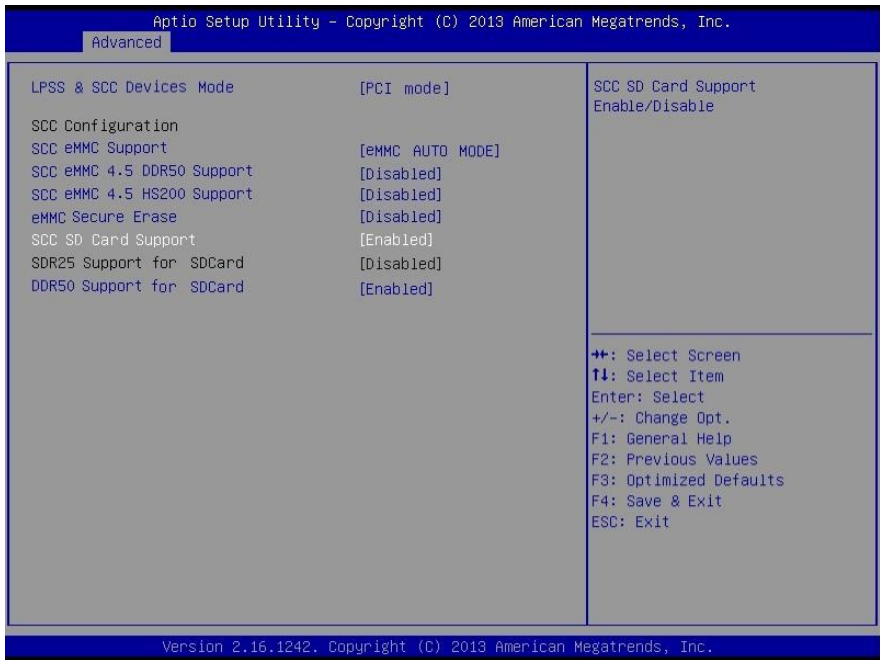 Aptio Setup Utility – Copyright (C) 2013 American Megatrends, Inc.
Advanced
LPSS & SCC Devices Mode [PCI mode]
SCC Configuration
SCC eMMC Support [eMMC AUTO MODE]
SCC eMMC 4.5 DDR50 Support [Disabled]
SCC eMMC 4.5 HS200 Support [Disabled]
eMMC Secure Erase [Disabled]
SCC SD Card Support [Enabled]
SDR25 Support for SDCard [Disabled]
DDR50 Support for SDCard [Enabled]
SCC SD Card Support
Enable/Disable
→←: Select Screen
↑↓: Select Item
Enter: Select
+/-: Change Opt.
F1: General Help
F2: Previous Values
F3: Optimized Defaults
F4: Save & Exit
ESC: Exit
Version 2.16.1242. Copyright (C) 2013 American Megatrends, Inc.